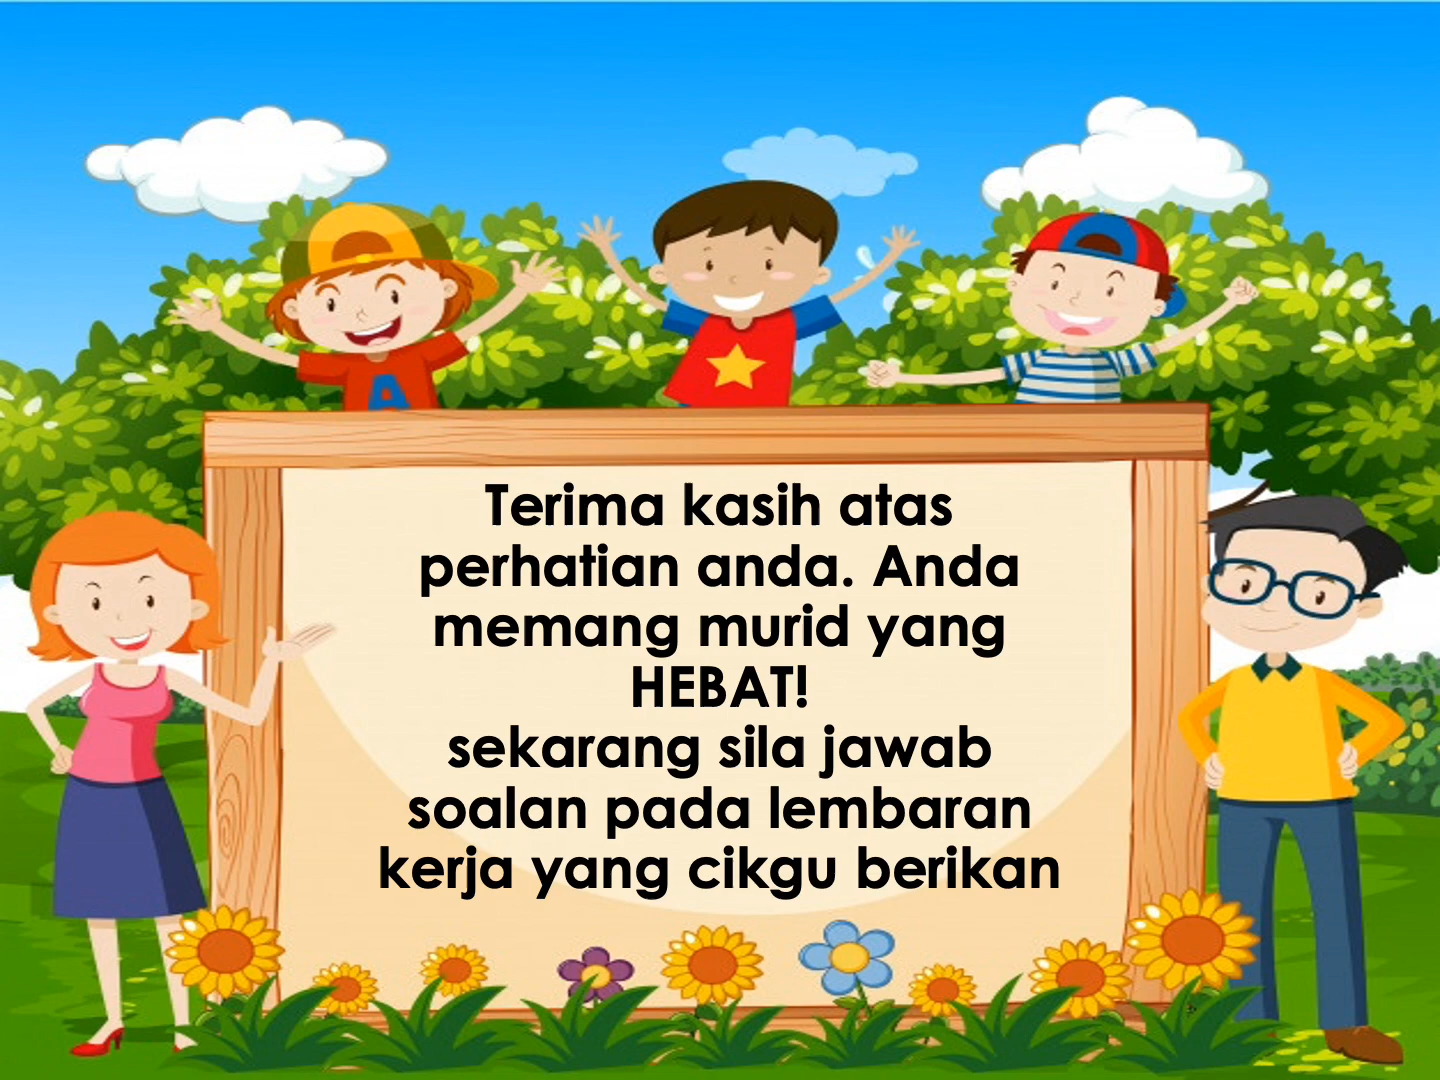 A
Terima kasih atas
perhatian anda. Anda
memang murid yang
HEBAT!
sekarang sila jawab
soalan pada lembaran
kerja yang cikgu berikan